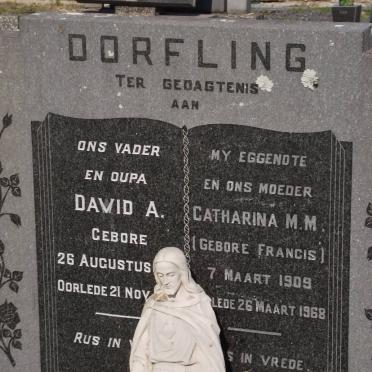 DORFLING
TER GEDAGTENIS
AAN
ONS VADER
EN OUPA
DAVID A.
GEBORE
26 AUGUSTUS
OORLEDE 21 NOV
RUS IN
MY EGGENOTE
EN ONS MOEDER
CATHARINA M.M.
(GEBORE FRANCIS)
7 MAART 1909
LEDE 26 MAART 1968
S IN VREDE